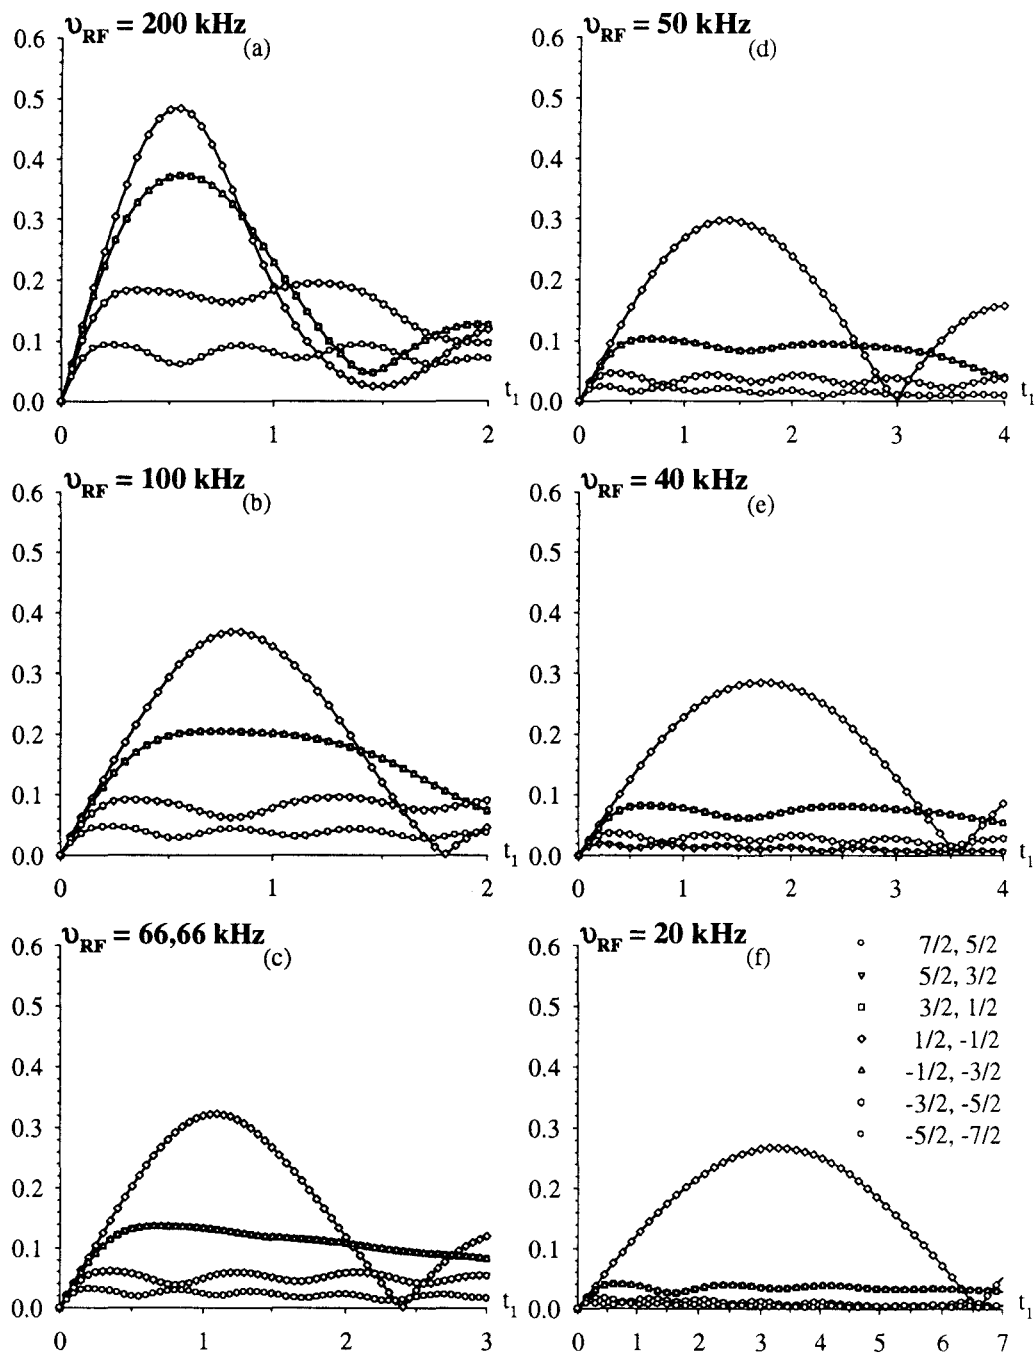 υRF = 200 kHz
(a)
0.6
0.5
0.4
0.3
0.2
0.1
0.0
t1
0 1 2
υRF = 50 kHz
(d)
0.6
0.5
0.4
0.3
0.2
0.1
0.0
t1
0 1 2 3 4
υRF = 100 kHz
(b)
0.6
0.5
0.4
0.3
0.2
0.1
0.0
t1
0 1 2
υRF = 40 kHz
(e)
0.6
0.5
0.4
0.3
0.2
0.1
0.0
t1
0 1 2 3 4
υRF = 66,66 kHz
(c)
0.6
0.5
0.4
0.3
0.2
0.1
0.0
t1
0 1 2 3
υRF = 20 kHz
(f)
0.6
0.5
0.4
0.3
0.2
0.1
0.0
7/2, 5/2
5/2, 3/2
3/2, 1/2
1/2, -1/2
-1/2, -3/2
-3/2, -5/2
-5/2, -7/2
t1
0 1 2 3 4 5 6 7